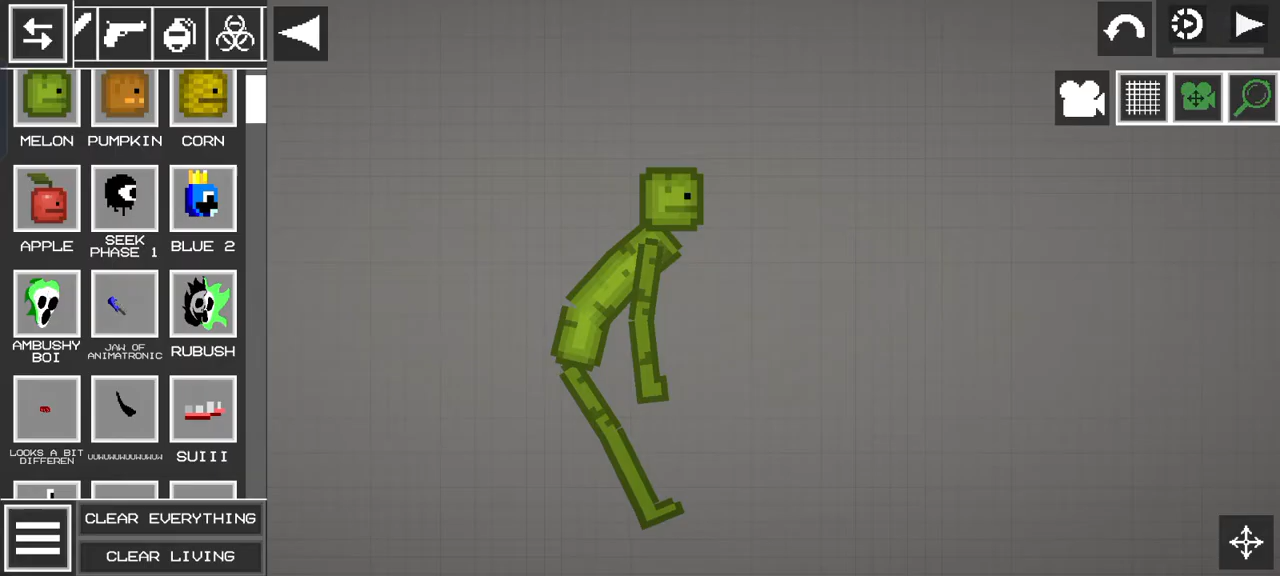 MELON
PUMPKIN
CORN
APPLE
SEEK
PHASE 1
BLUE 2
AMBUSHY
BOI
JAW OF
ANIMATRONIC
RUBUSH
LOOKS A BIT
DIFFEREN
SUIII
CLEAR EVERYTHING
CLEAR LIVING